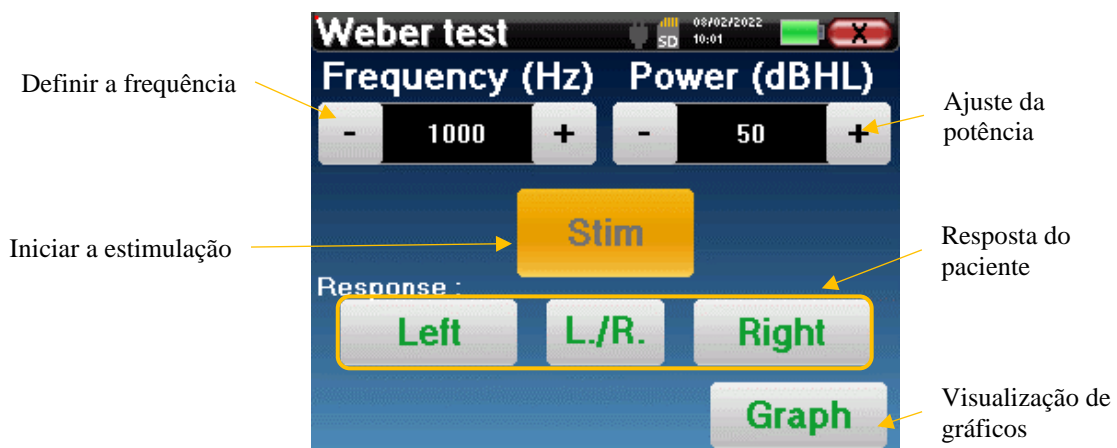 Weber test
SD
08/02/2022
10:01
X
Frequency (Hz)
Power (dBHL)
Definir a frequência
- 1000 +
- 50 +
Ajuste da
potência
Stim
Iniciar a estimulação
Resposta do
paciente
Response :
Left
L./R.
Right
Graph
Visualização de
gráficos